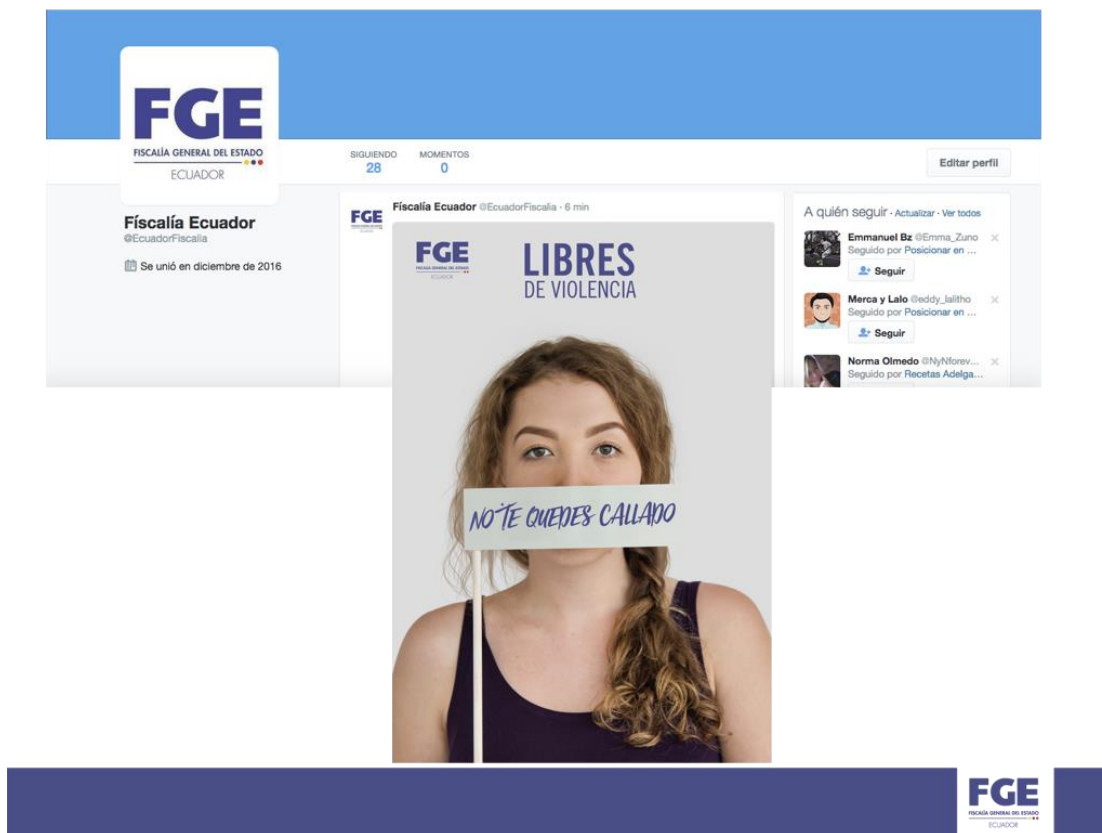 FGE
FISCALÍA GENERAL DEL ESTADO
ECUADOR
SIGUIENDO
28
MOMENTOS
0
Editar perfil
Físcalía Ecuador
@EcuadorFiscalia
Se unió en diciembre de 2016
FGE
Físcalía Ecuador @EcuadorFiscalia · 6 min
FGE
FISCALÍA GENERAL DEL ESTADO
ECUADOR
LIBRES
DE VIOLENCIA
NO TE QUEDES CALLADO
A quién seguir · Actualizar · Ver todos
Emmanuel Bz @Emma_Zuno
Seguido por Posicionar en ...
Seguir
Merca y Lalo @eddy_lalitho
Seguido por Posicionar en ...
Seguir
Norma Olmedo @NyNforev...
Seguido por Recetas Adelga...
FGE
FISCALÍA GENERAL DEL ESTADO
ECUADOR